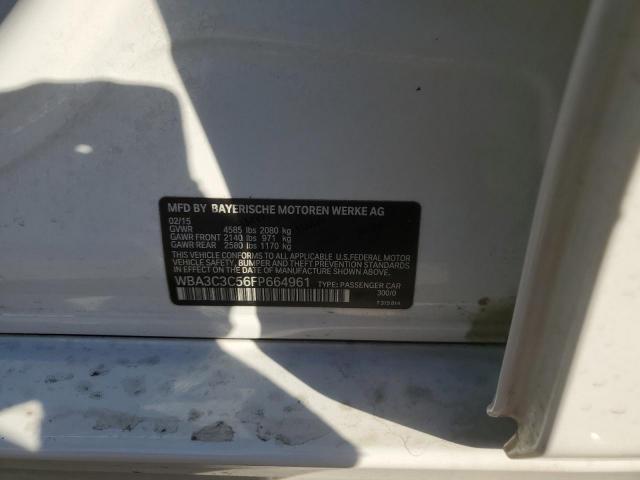 MFD BY BAYERISCHE MOTOREN WERKE AG
02/15
GVWR 4585 lbs 2080 kg
GAWR FRONT 2140 lbs 971 kg
GAWR REAR 2580 lbs 1170 kg
THIS VEHICLE CONFORMS TO ALL APPLICABLE U.S.FEDERAL MOTOR
VEHICLE SAFETY, BUMPER AND THEFT PREVENTION STANDARDS IN
EFFECT ON THE DATE OF MANUFACTURE SHOWN ABOVE.
WBA3C3C56FP664961 TYPE: PASSENGER CAR
300/0